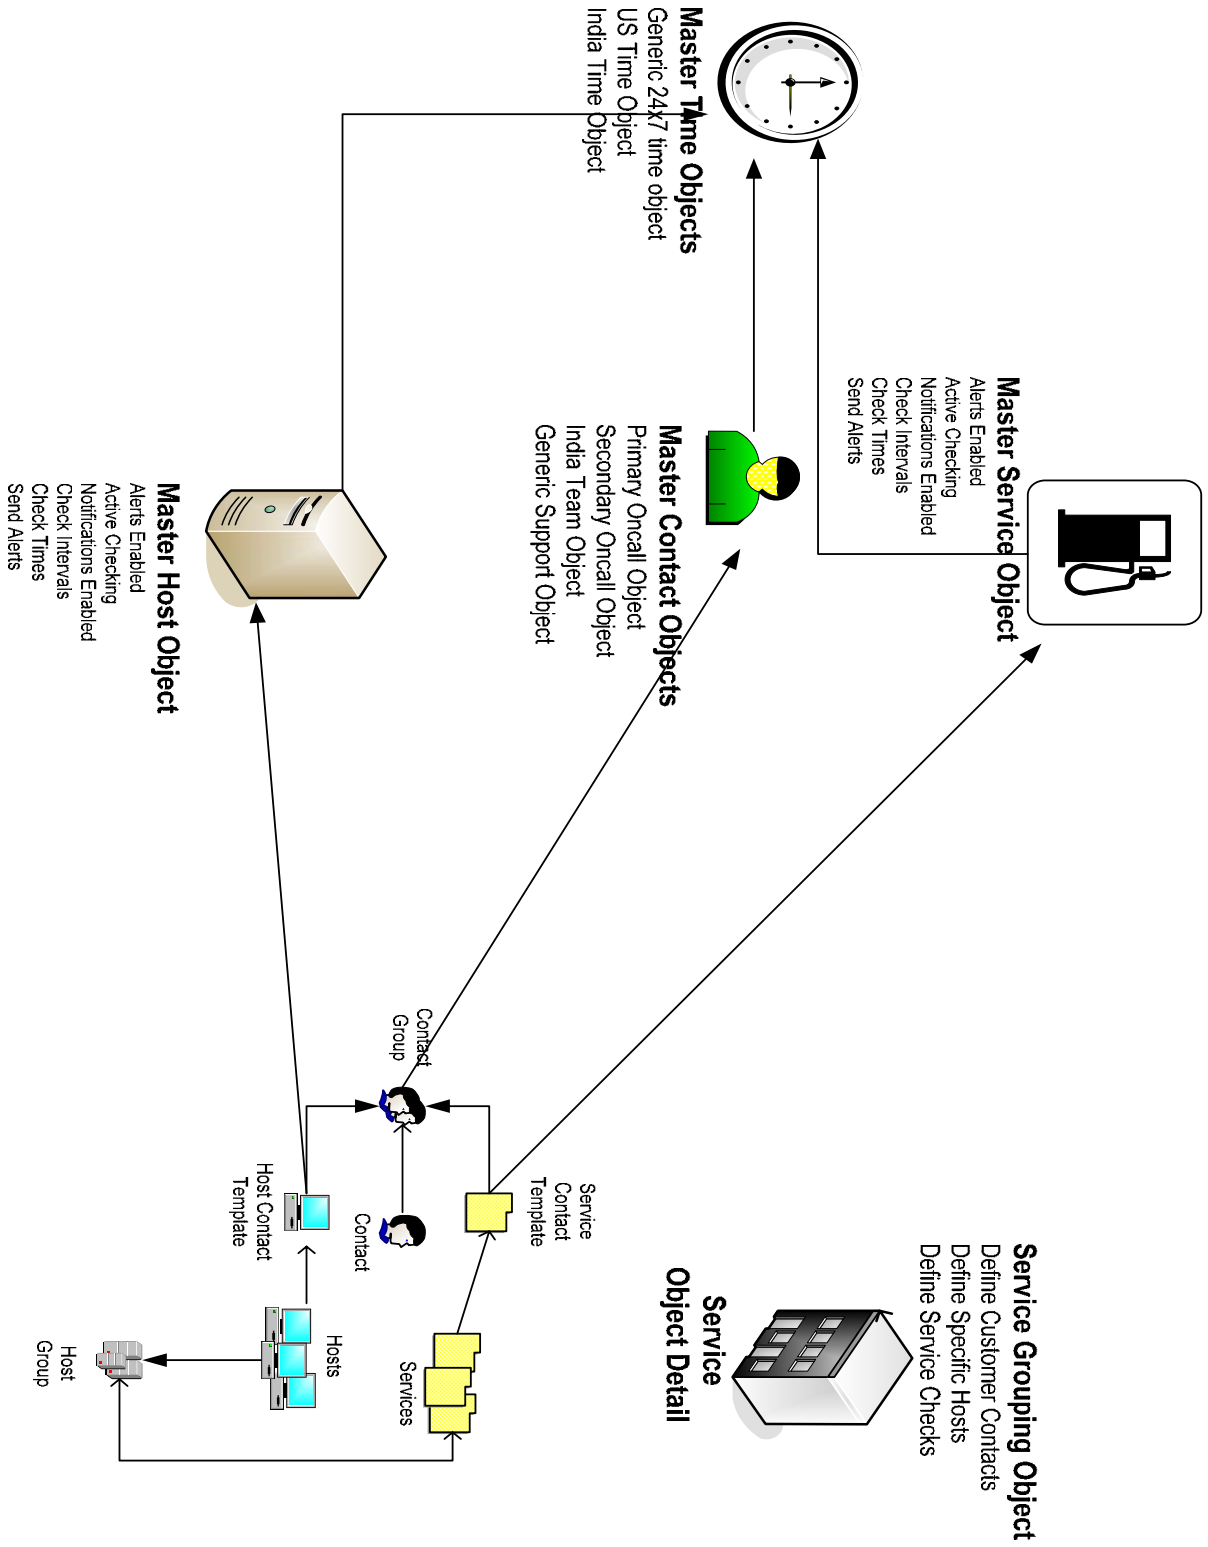 Master Time Objects
Generic 24x7 time object
US Time Object
India Time Object
Master Service Object
Alerts Enabled
Active Checking
Notifications Enabled
Check Intervals
Check Times
Send Alerts
Master Contact Objects
Primary Oncall Object
Secondary Oncall Object
India Team Object
Generic Support Object
Master Host Object
Alerts Enabled
Active Checking
Notifications Enabled
Check Intervals
Check Times
Send Alerts
Service Grouping Object
Define Customer Contacts
Define Specific Hosts
Define Service Checks
Service
Object Detail
Service
Contact
Template
Contact
Group
Contact
Host Contact
Template
Services
Hosts
Host
Group